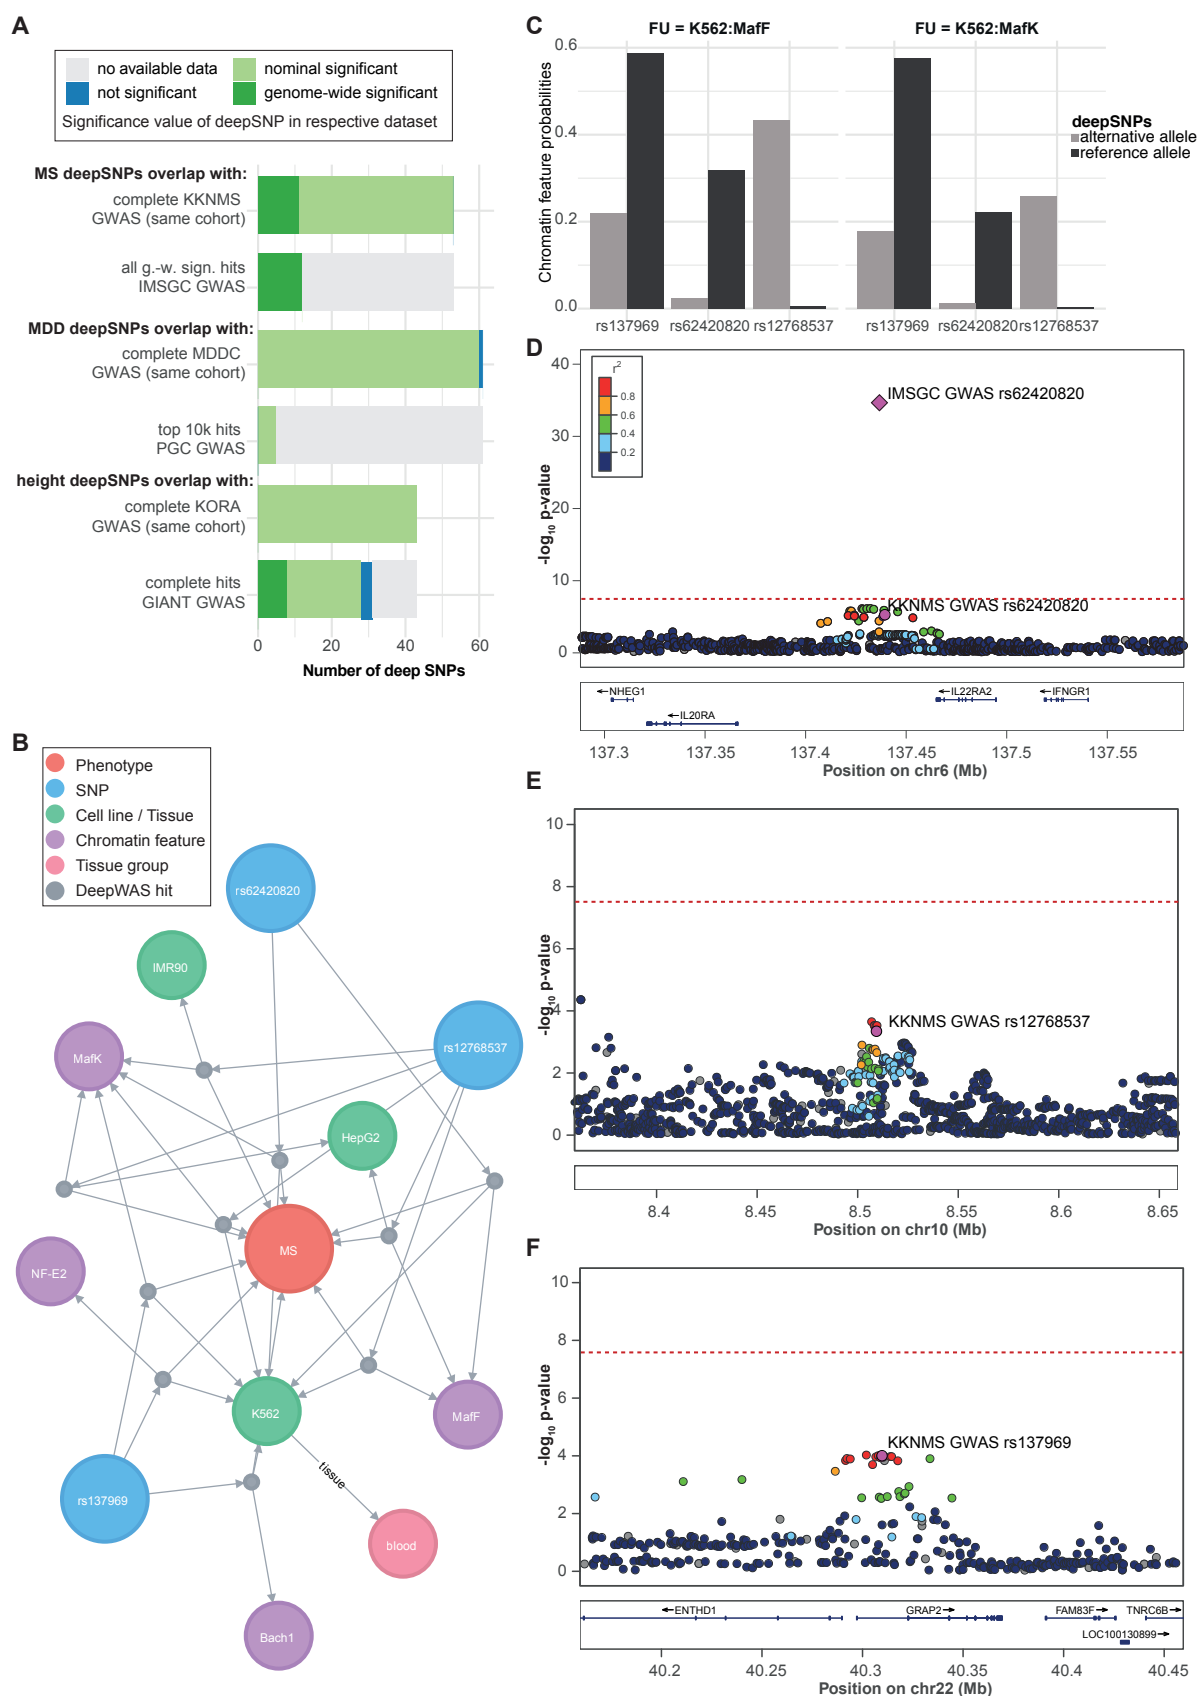 A
no available data
nominal significant
not significant
genome-wide significant
Significance value of deepSNP in respective dataset
MS deepSNPs overlap with:
complete KKNMS
GWAS (same cohort)
all g.-w. sign. hits
IMSGC GWAS
MDD deepSNPs overlap with:
complete MDDC
GWAS (same cohort)
top 10k hits
PGC GWAS
height deepSNPs overlap with:
complete KORA
GWAS (same cohort)
complete hits
GIANT GWAS
0 20 40 60
Number of deep SNPs
B
Phenotype
SNP
Cell line / Tissue
Chromatin feature
Tissue group
DeepWAS hit
rs62420820
IMR90
MafK
rs12768537
HepG2
MS
NF-E2
K562
MafF
tissue
rs137969
blood
Bach1
C
FU = K562:MafF
FU = K562:MafK
Chromatin feature probabilities
0.6
0.4
0.2
0.0
rs137969 rs62420820 rs12768537
rs137969 rs62420820 rs12768537
deepSNPs
alternative allele
reference allele
D
r2
0.8
0.6
0.4
0.2
IMSGC GWAS rs62420820
KKNMS GWAS rs62420820
-log10 p-value
40
30
20
10
0
NHEG1
IL20RA
IL22RA2
IFNGR1
137.3 137.35 137.4 137.45 137.5 137.55
Position on chr6 (Mb)
E
-log10 p-value
10
8
6
4
2
0
KKNMS GWAS rs12768537
8.4 8.45 8.5 8.55 8.6 8.65
Position on chr10 (Mb)
F
-log10 p-value
10
8
6
4
2
0
KKNMS GWAS rs137969
ENTHD1
GRAP2
FAM83F
TNRC6B
LOC100130899
40.2 40.25 40.3 40.35 40.4 40.45
Position on chr22 (Mb)